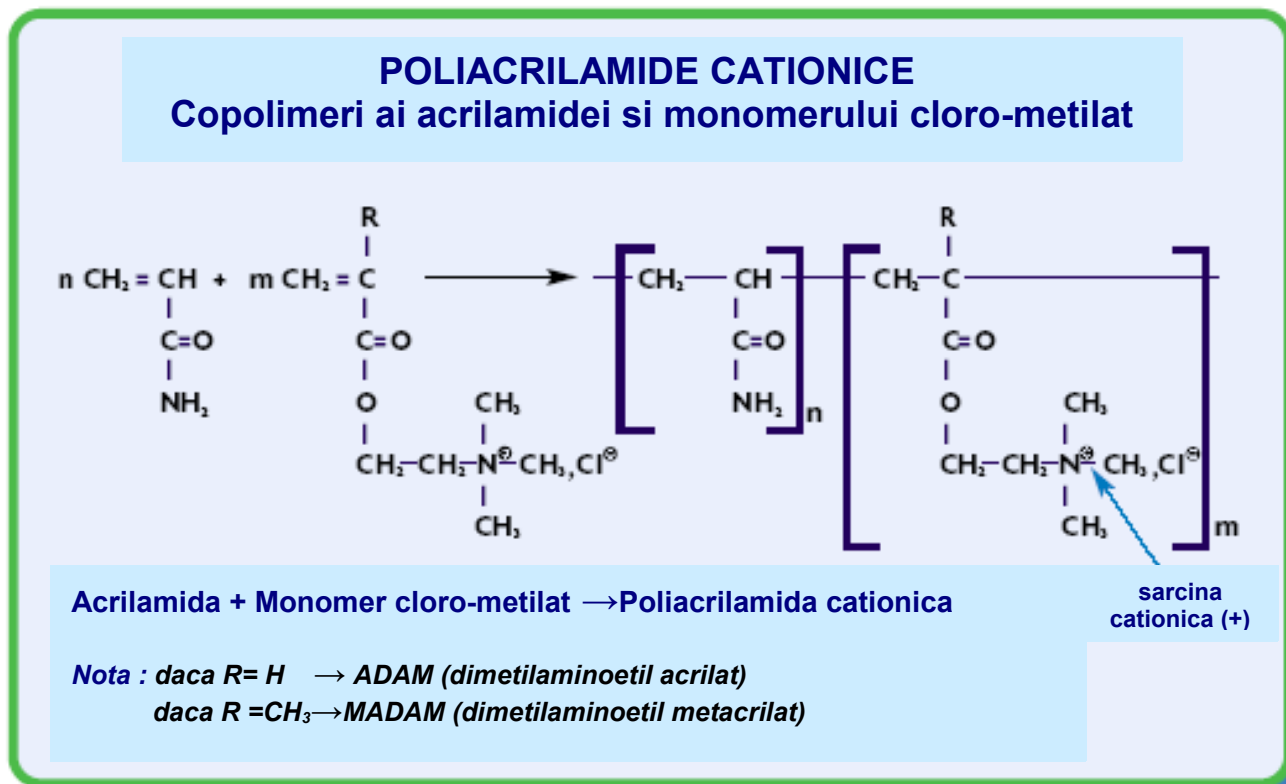 POLIACRILAMIDE CATIONICE
Copolimeri ai acrilamidei si monomerului cloro-metilat
R R
n CH₂ = CH + m CH₂ = C CH₂ CH CH₂ C
C=O C=O C=O C=O
NH₂ O CH₃ NH₂ n O CH₃
CH₂-CH₂-N⊕-CH₃,Cl⊖ CH₂-CH₂-N⊕-CH₃,Cl⊖
CH₃ CH₃ m
Acrilamida + Monomer cloro-metilat →Poliacrilamida cationica
sarcina
cationica (+)
Nota : daca R= H → ADAM (dimetilaminoetil acrilat)
daca R =CH₃→MADAM (dimetilaminoetil metacrilat)